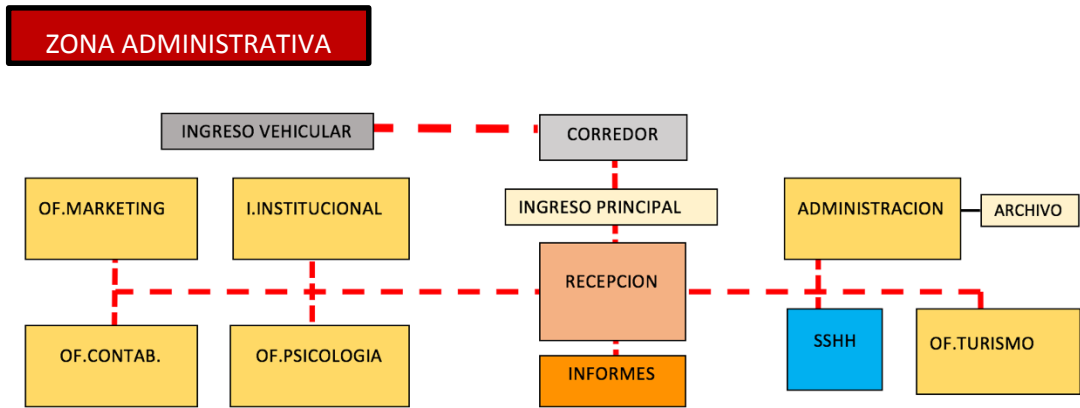 ZONA ADMINISTRATIVA
INGRESO VEHICULAR
CORREDOR
OF.MARKETING
I.INSTITUCIONAL
INGRESO PRINCIPAL
ADMINISTRACION
ARCHIVO
RECEPCION
OF.CONTAB.
OF.PSICOLOGIA
INFORMES
SSHH
OF.TURISMO